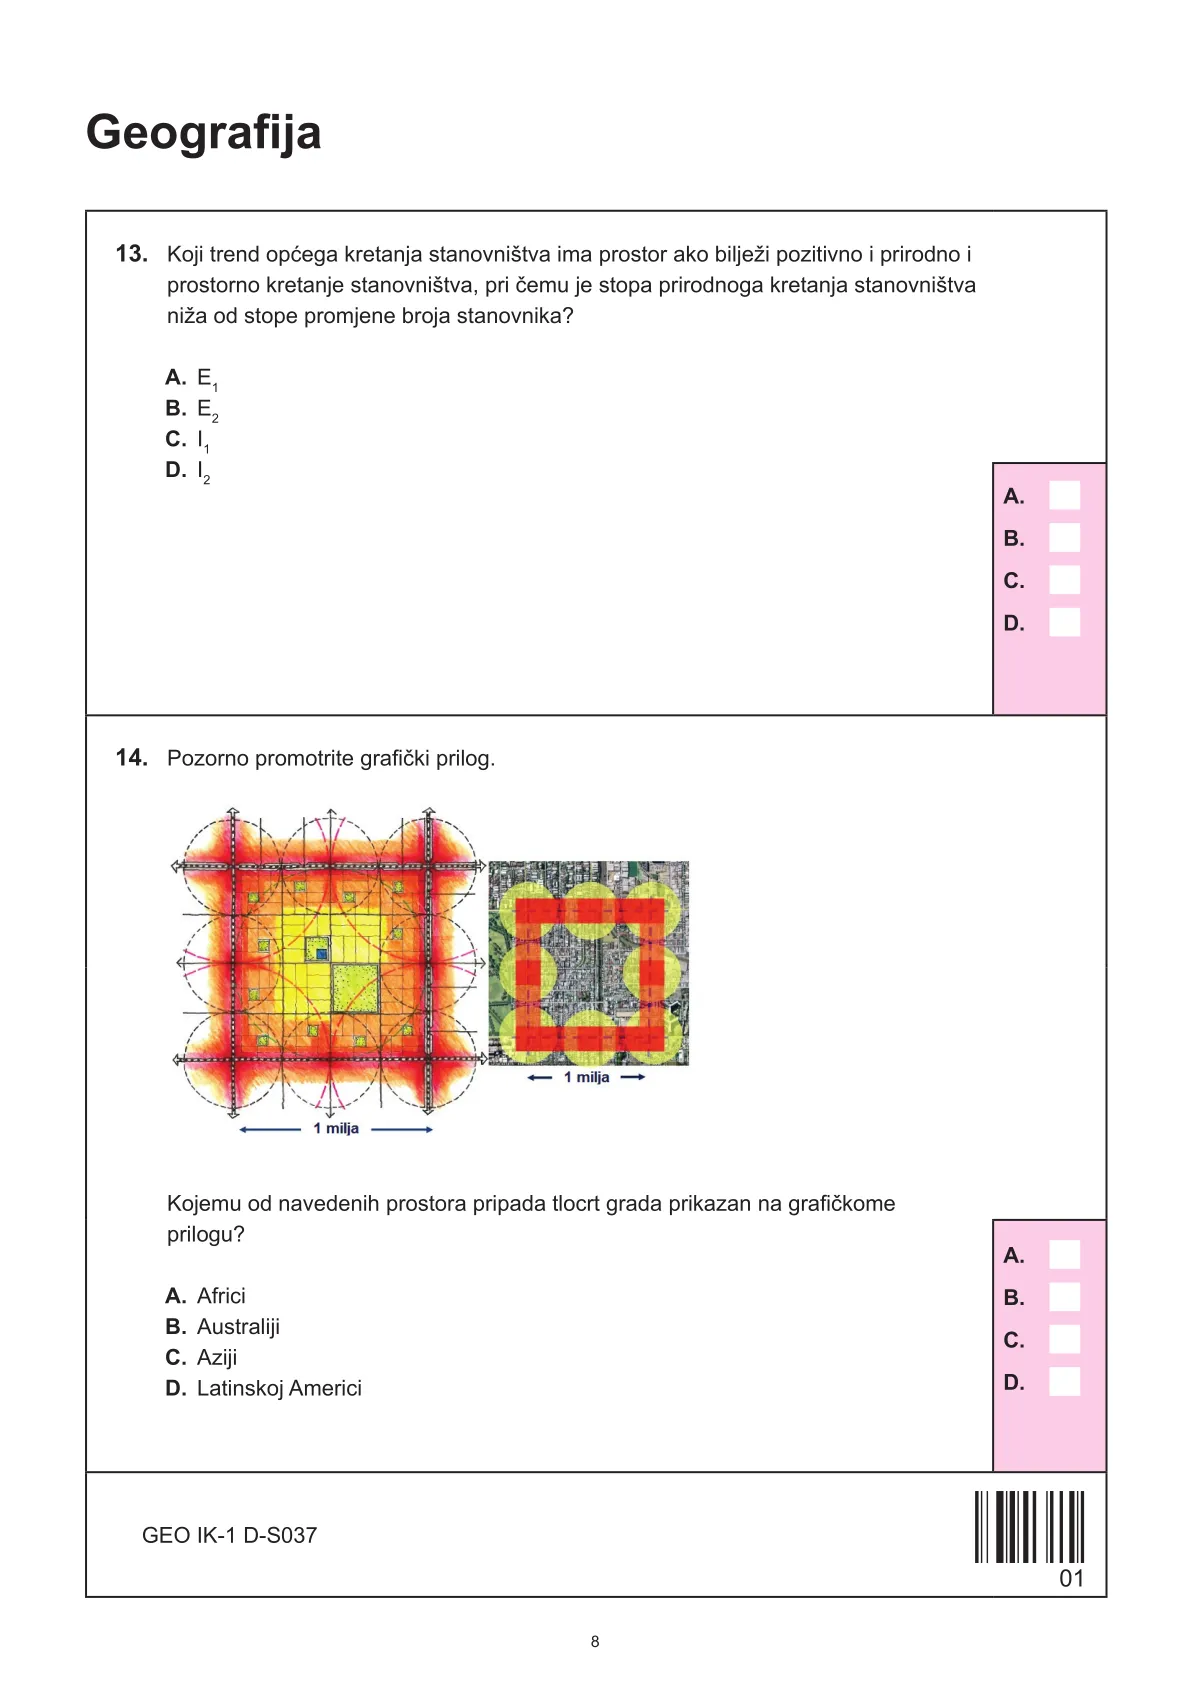 Geografija
13. Koji trend općega kretanja stanovništva ima prostor ako bilježi pozitivno i prirodno i
prostorno kretanje stanovništva, pri čemu je stopa prirodnoga kretanja stanovništva
niža od stope promjene broja stanovnika?
A. E1
B. E2
C. I1
D. I2
A.
B.
C.
D.
14. Pozorno promotrite grafički prilog.
1 milja
1 milja
Kojemu od navedenih prostora pripada tlocrt grada prikazan na grafičkome
prilogu?
A. Africi
B. Australiji
C. Aziji
D. Latinskoj Americi
A.
B.
C.
D.
GEO IK-1 D-S037
01
8